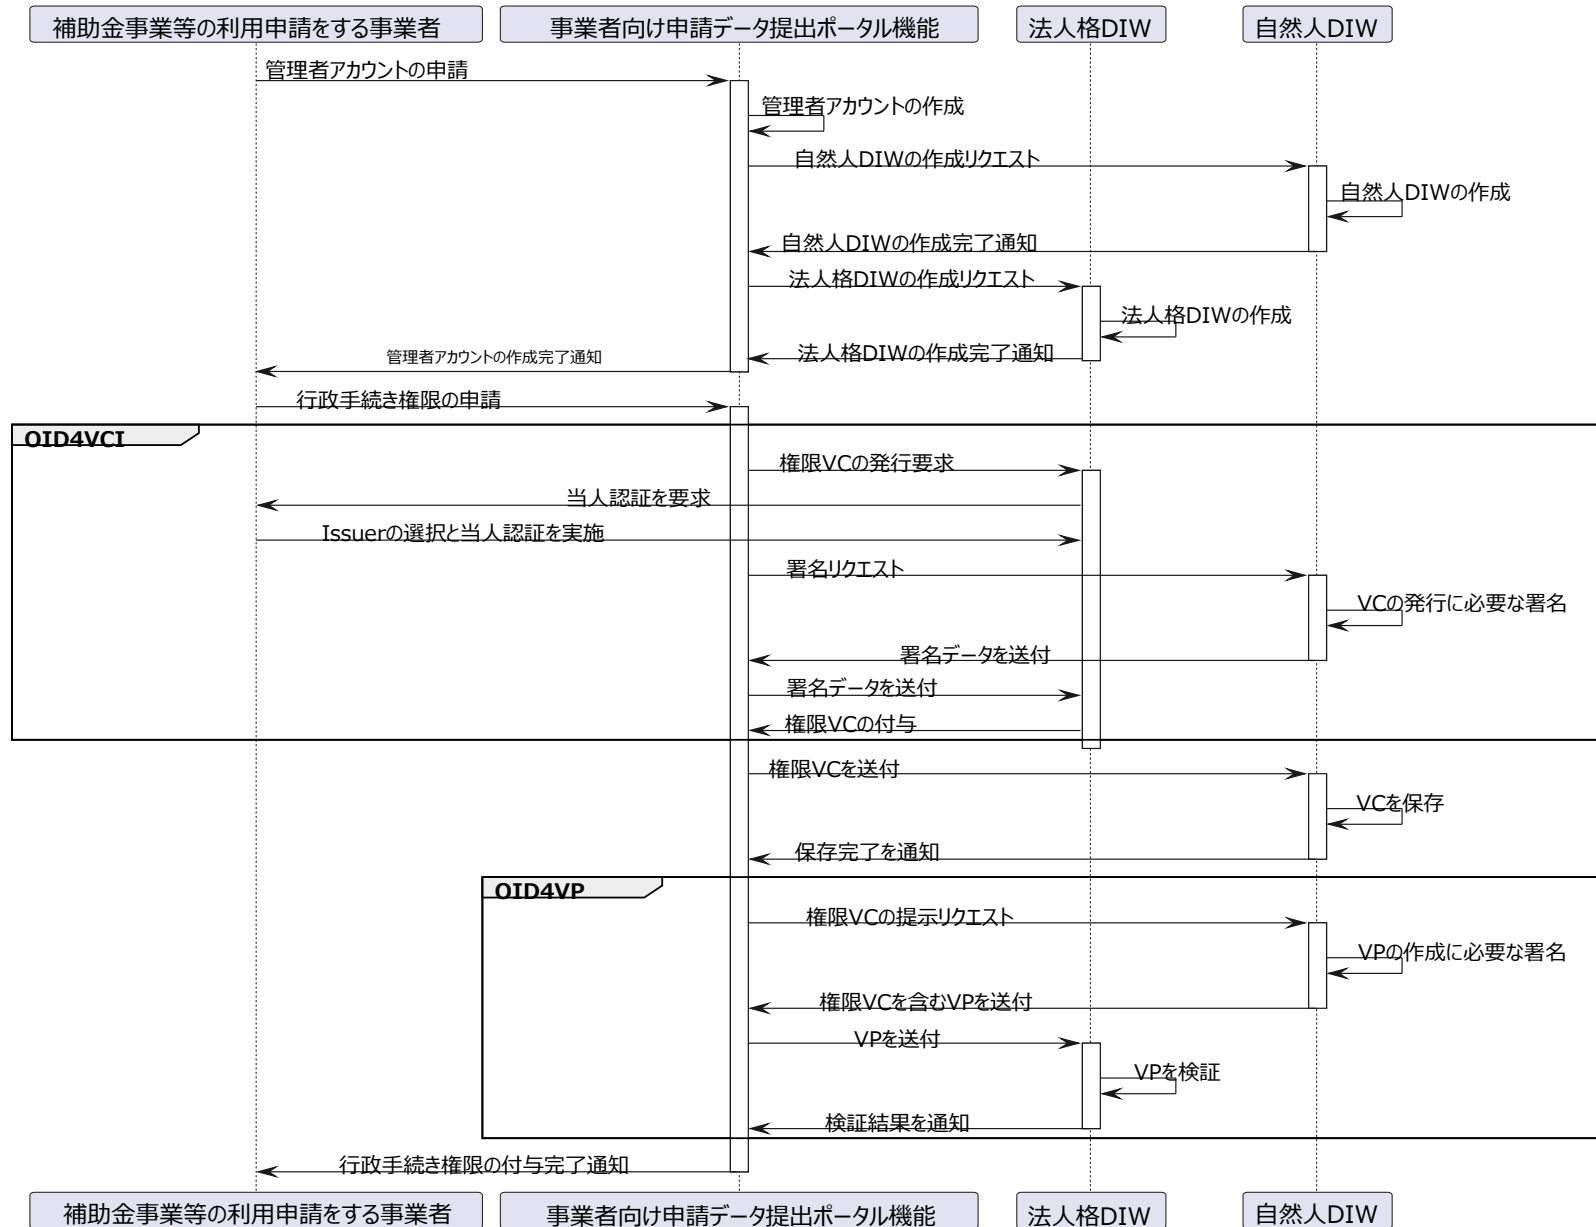 補助金事業等の利用申請をする事業者
事業者向け申請データ提出ポータル機能
法人格DIW
自然人DIW
管理者アカウントの申請
管理者アカウントの作成
自然人DIWの作成リクエスト
自然人DIWの作成
自然人DIWの作成完了通知
法人格DIWの作成リクエスト
法人格DIWの作成
法人格DIWの作成完了通知
管理者アカウントの作成完了通知
行政手続き権限の申請
OID4VCI
権限VCの発行要求
当人認証を要求
Issuerの選択と当人認証を実施
署名リクエスト
VCの発行に必要な署名
署名データを送付
署名データを送付
権限VCの付与
権限VCを送付
VCを保存
保存完了を通知
OID4VP
権限VCの提示リクエスト
VPの作成に必要な署名
権限VCを含むVPを送付
VPを送付
VPを検証
検証結果を通知
行政手続き権限の付与完了通知
補助金事業等の利用申請をする事業者
事業者向け申請データ提出ポータル機能
法人格DIW
自然人DIW